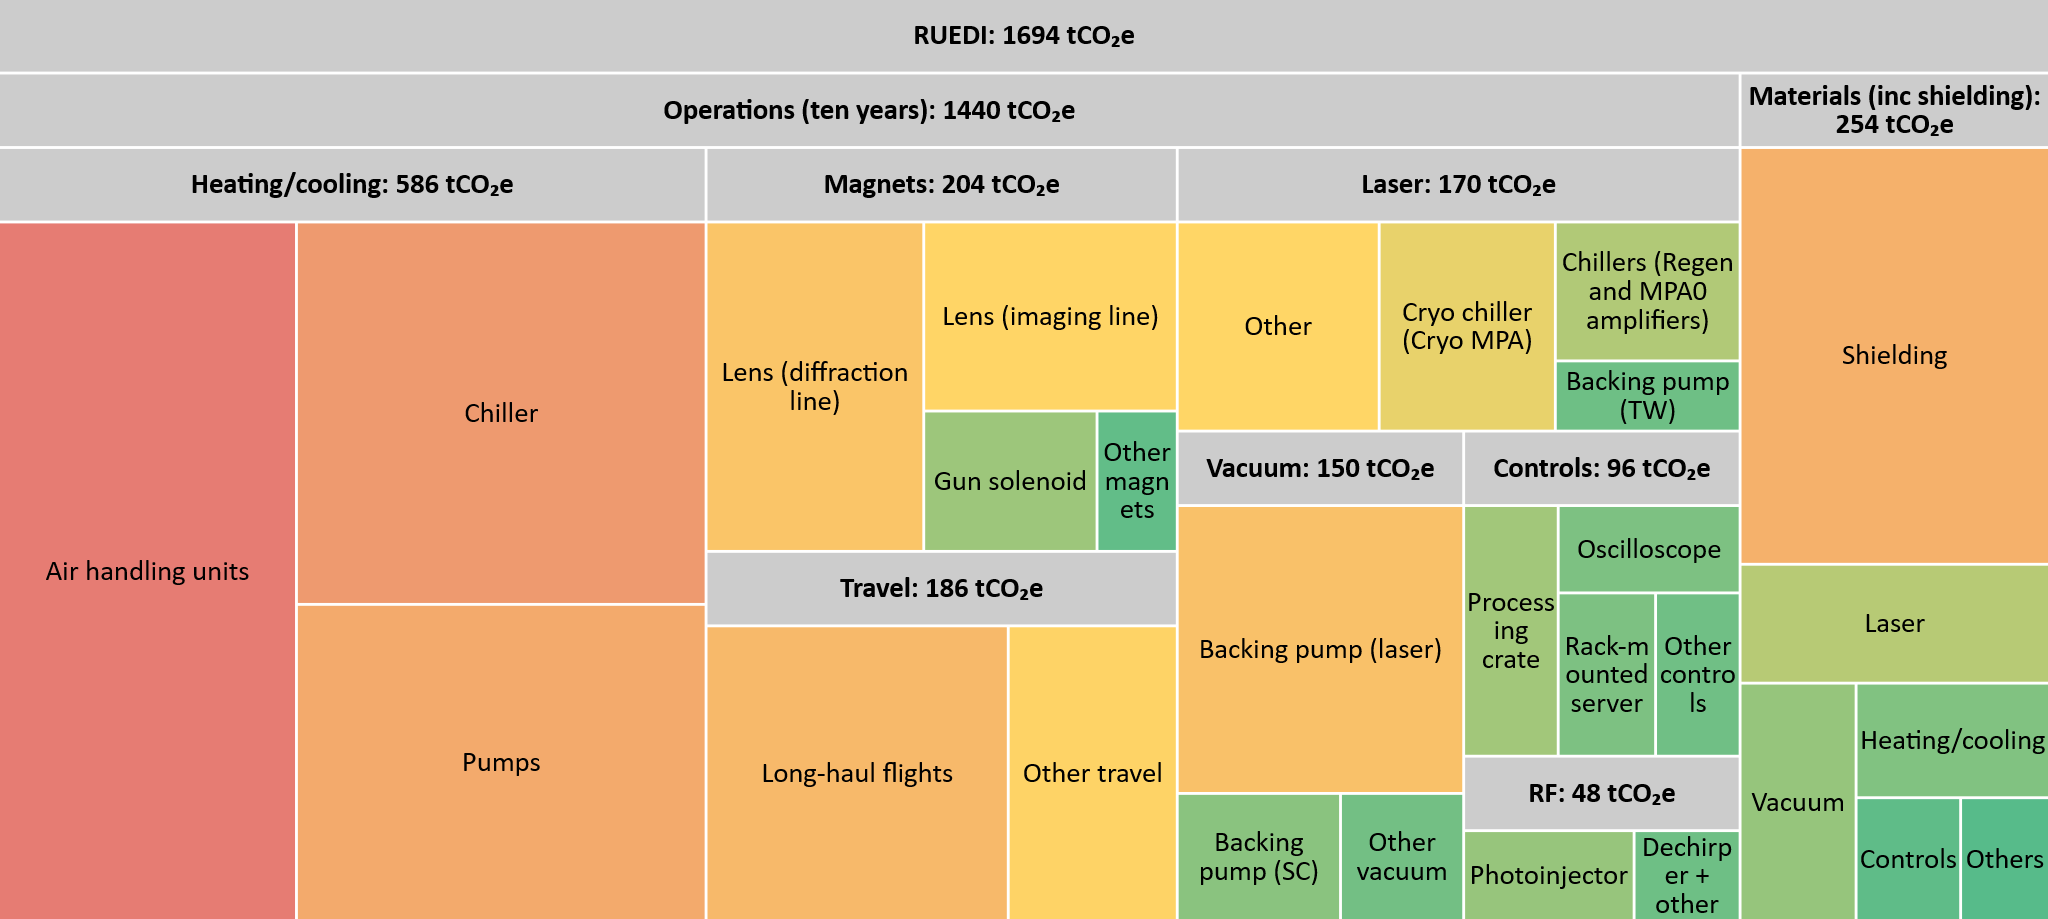 RUEDI: 1694 tCO₂e
Operations (ten years): 1440 tCO₂e
Materials (inc shielding):
254 tCO₂e
Heating/cooling: 586 tCO₂e
Magnets: 204 tCO₂e
Laser: 170 tCO₂e
Air handling units
Chiller
Pumps
Lens (diffraction
line)
Lens (imaging line)
Gun solenoid
Other
magn
ets
Travel: 186 tCO₂e
Long-haul flights
Other travel
Other
Cryo chiller
(Cryo MPA)
Chillers (Regen
and MPA0
amplifiers)
Backing pump
(TW)
Vacuum: 150 tCO₂e
Backing pump (laser)
Backing
pump (SC)
Other
vacuum
Controls: 96 tCO₂e
Process
ing
crate
Oscilloscope
Rack-m
ounted
server
Other
contro
ls
RF: 48 tCO₂e
Photoinjector
Dechirp
er +
other
Shielding
Laser
Vacuum
Heating/cooling
Controls
Others